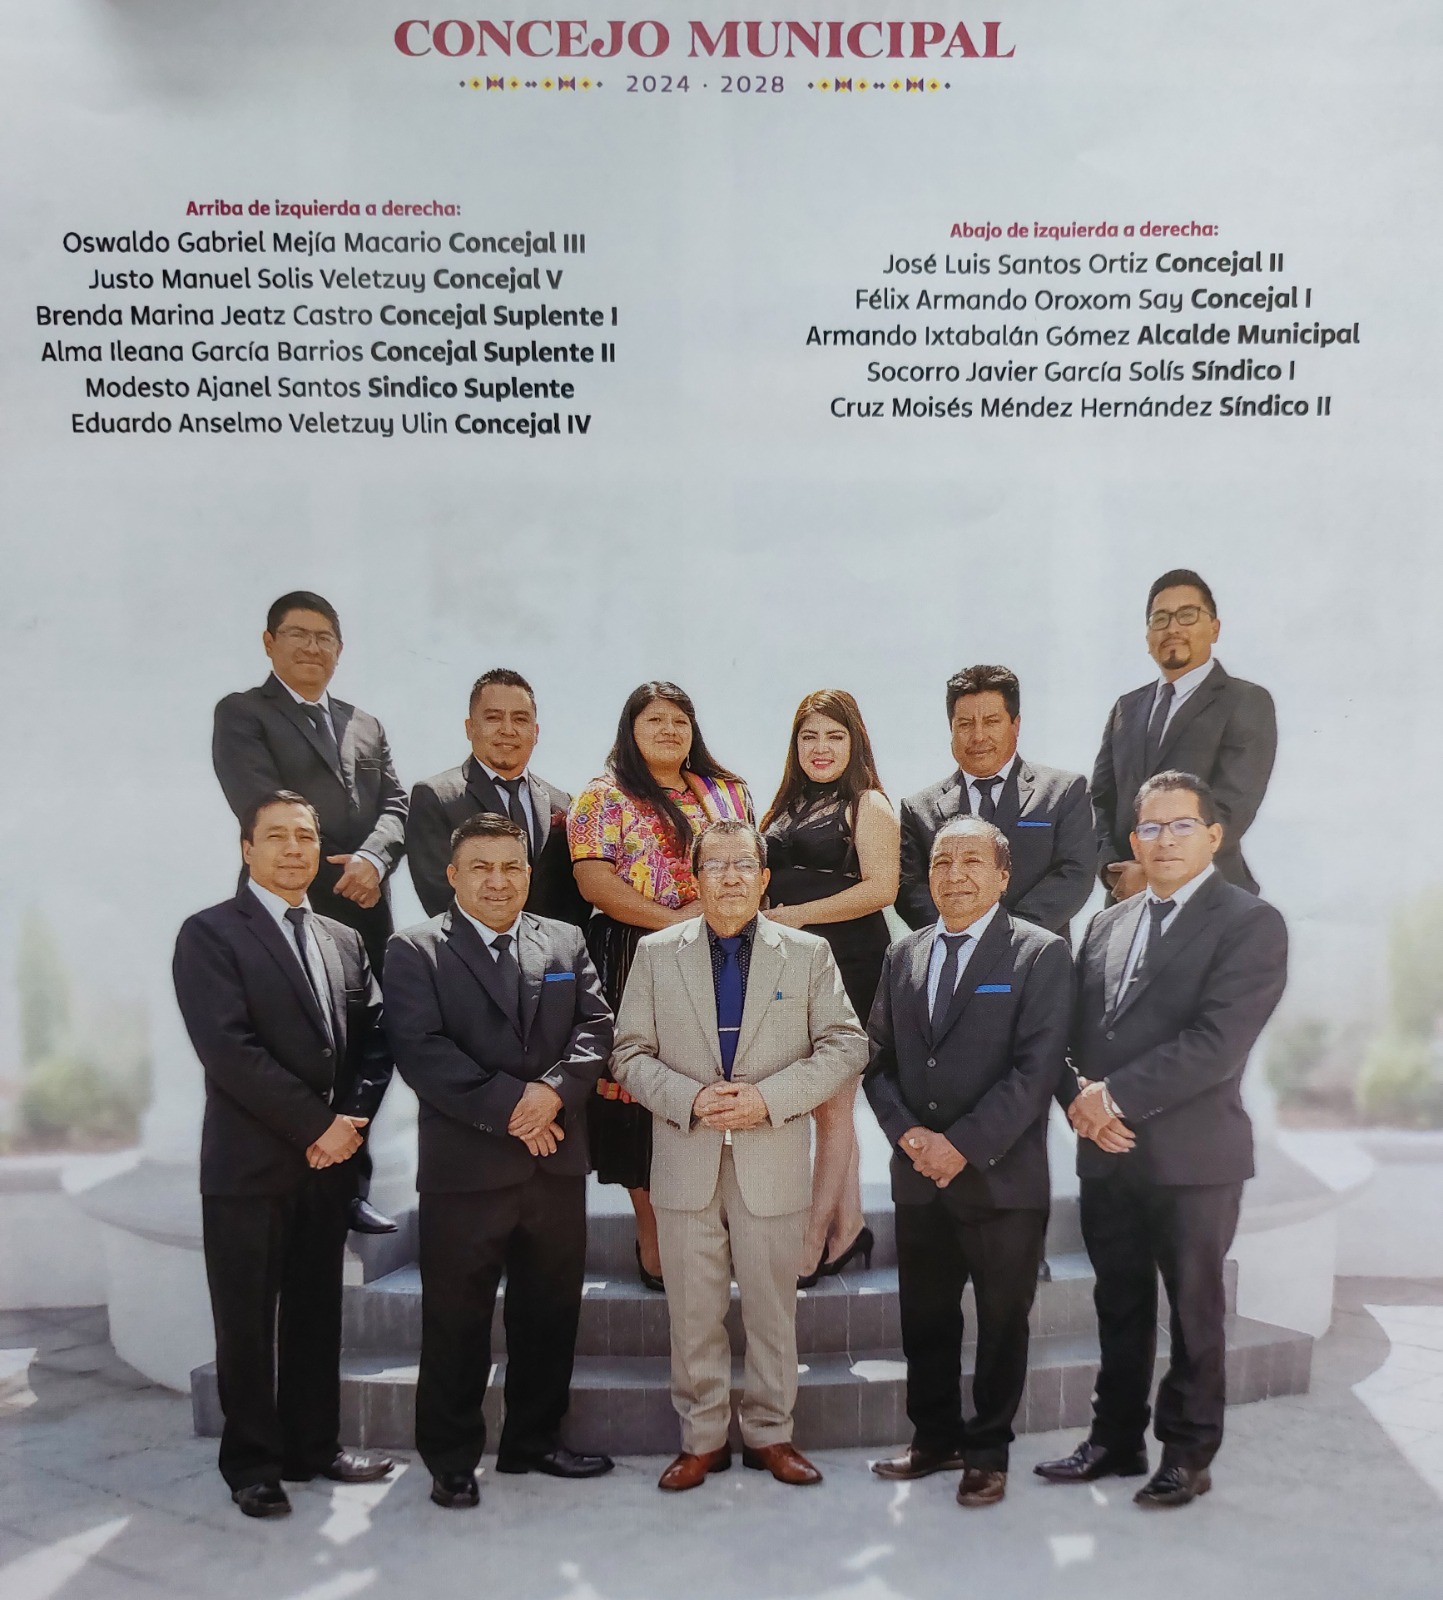 CONCEJO MUNICIPAL
2024 · 2028
Arriba de izquierda a derecha:
Oswaldo Gabriel Mejía Macario Concejal III
Justo Manuel Solis Veletzuy Concejal V
Brenda Marina Jeatz Castro Concejal Suplente I
Alma Ileana García Barrios Concejal Suplente II
Modesto Ajanel Santos Sindico Suplente
Eduardo Anselmo Veletzuy Ulin Concejal IV
Abajo de izquierda a derecha:
José Luis Santos Ortiz Concejal II
Félix Armando Oroxom Say Concejal I
Armando Ixtabalán Gómez Alcalde Municipal
Socorro Javier García Solís Síndico I
Cruz Moisés Méndez Hernández Síndico II